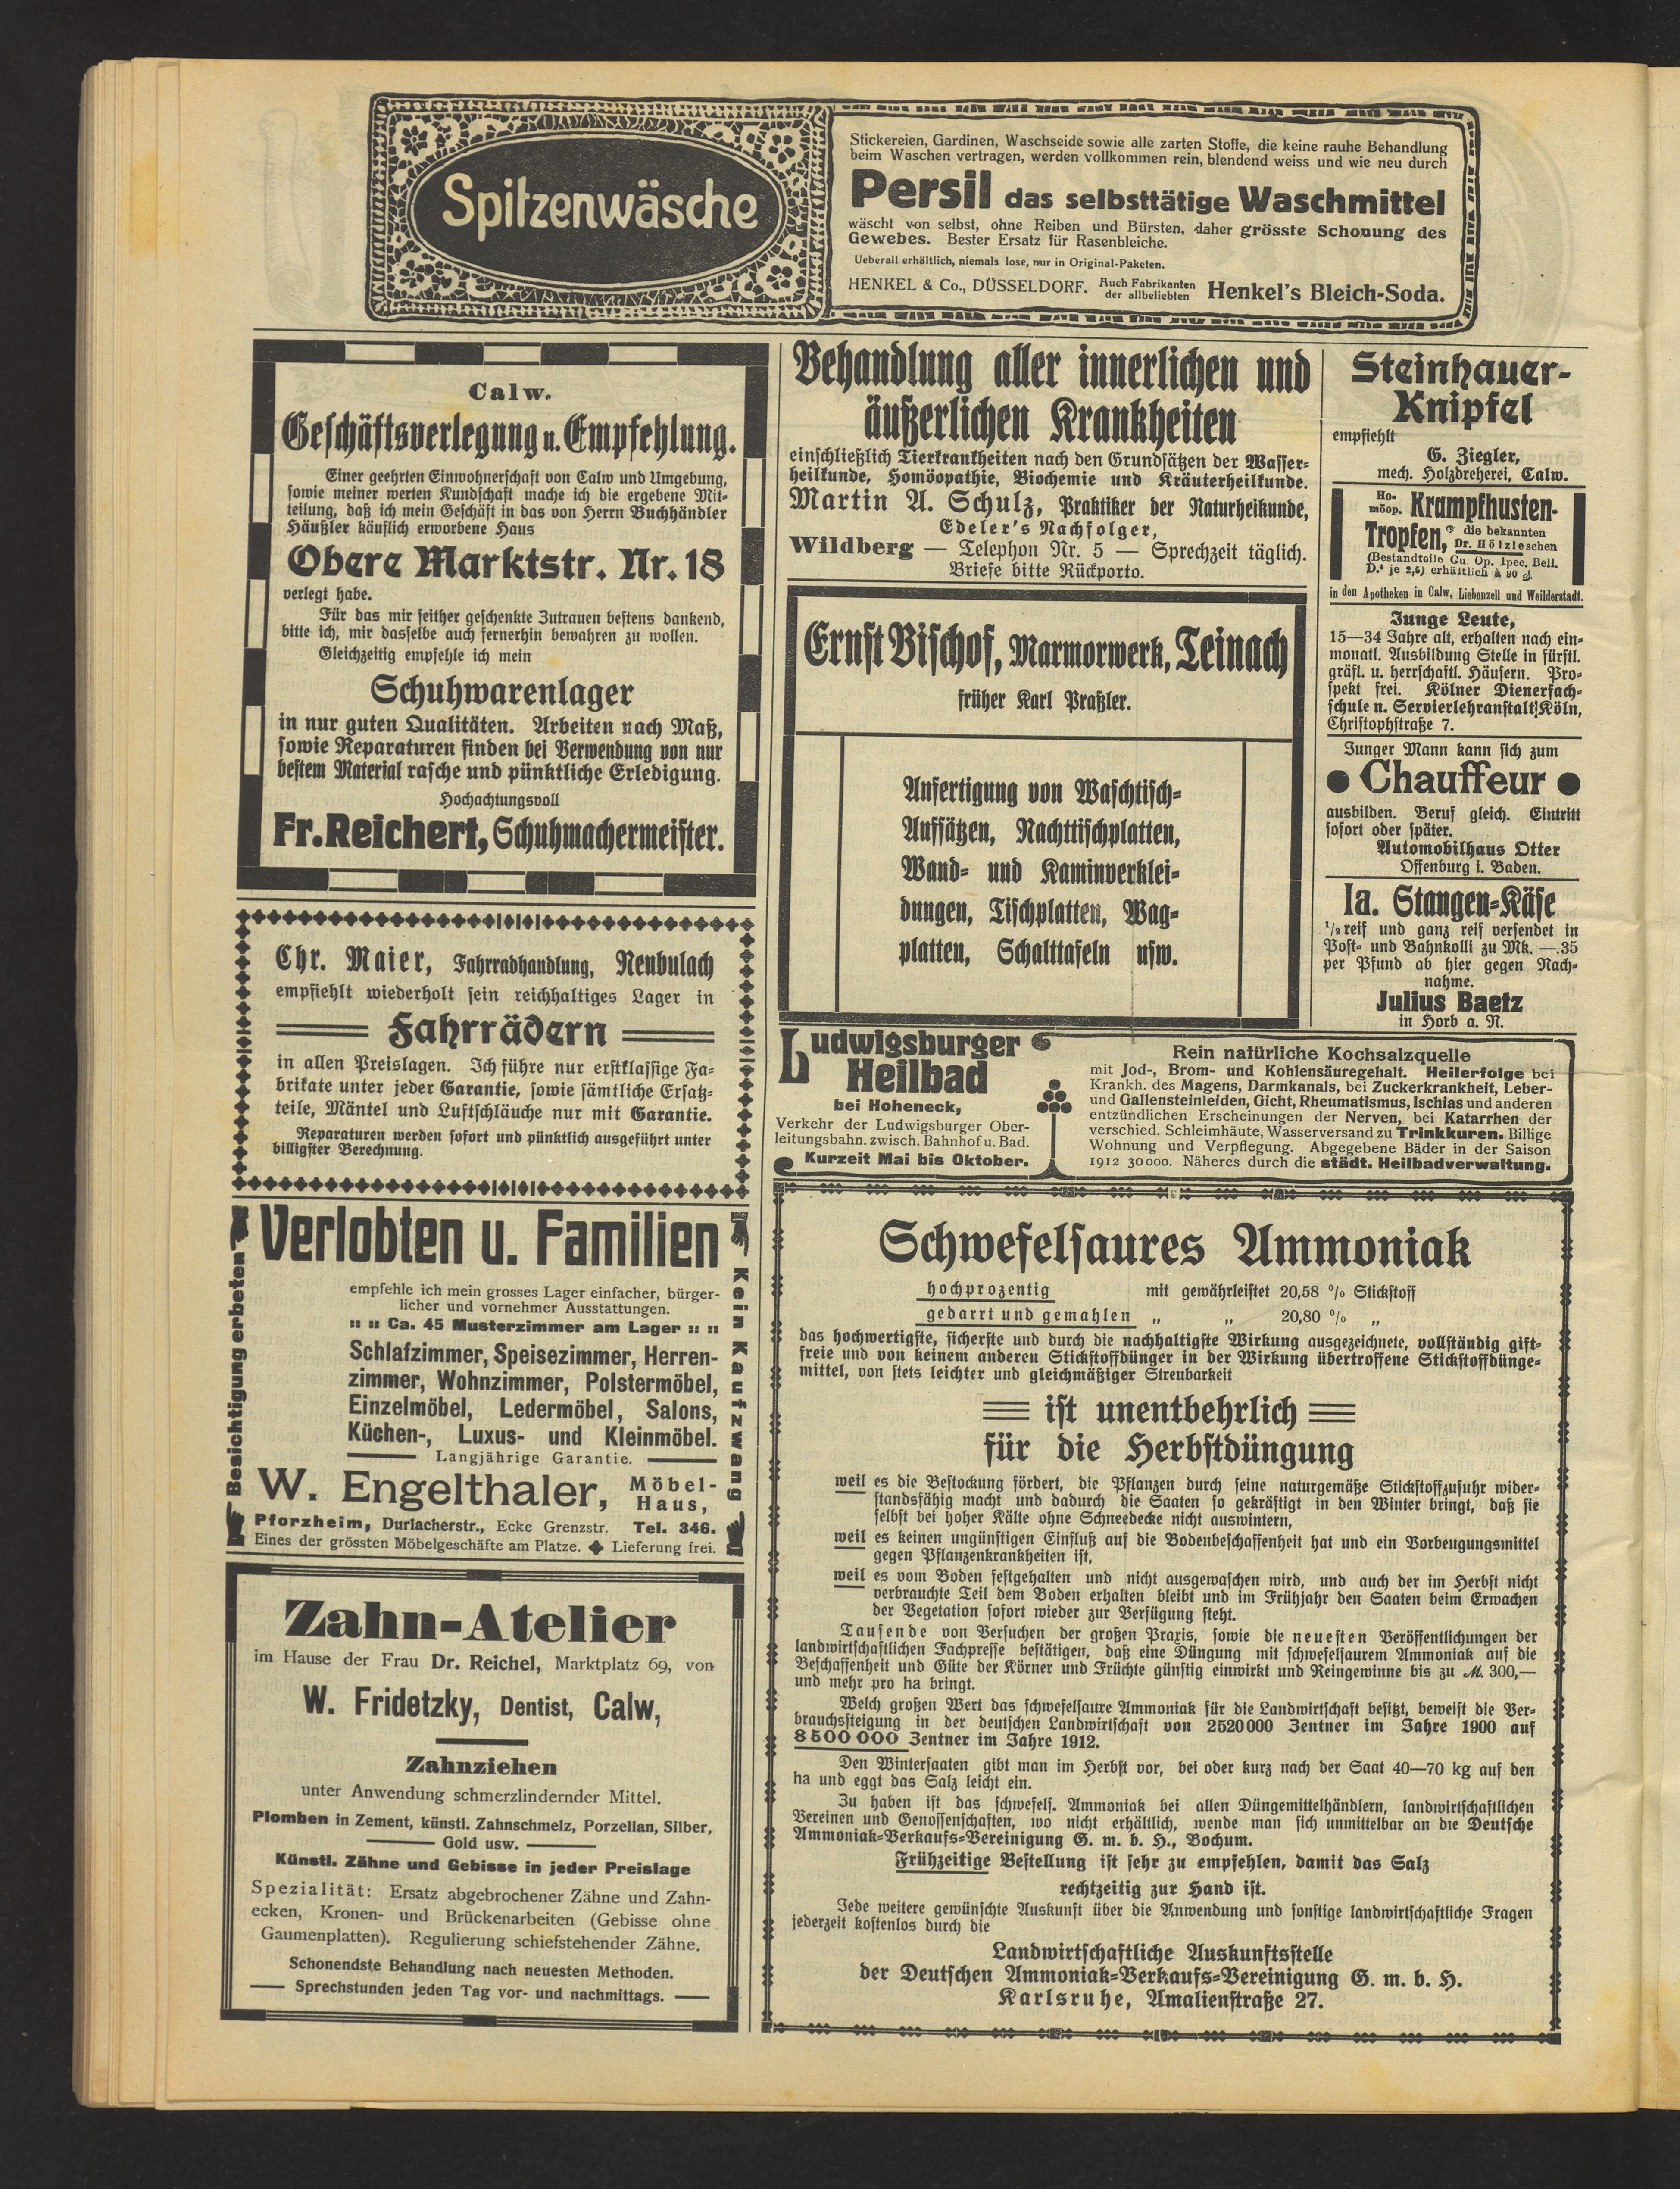 Spitzenwäsche
Stickereien, Gardinen, Waschseide sowie alle zarten Stoffe, die keine rauhe Behandlung
beim Waschen vertragen, werden vollkommen rein, blendend weiss und wie neu durch
Persil das selbsttätige Waschmittel
wäscht von selbst, ohne Reiben und Bürsten, daher grösste Schonung des
Gewebes. Bester Ersatz für Rasenbleiche.
Ueberall erhältlich, niemals lose, nur in Original-Paketen.
HENKEL & Co., DÜSSELDORF. Auch Fabrikanten der allbeliebten Henkel's Bleich-Soda.
Calw.
Geschäftsverlegung u. Empfehlung.
Einer geehrten Einwohnerschaft von Calw und Umgebung,
sowie meiner werten Kundschaft mache ich die ergebene Mit-
teilung, daß ich mein Geschäft in das von Herrn Buchhändler
Häußler käuflich erworbene Haus
Obere Marktstr. Nr. 18
verlegt habe.
Für das mir seither geschenkte Zutrauen bestens dankend,
bitte ich, mir dasselbe auch fernerhin bewahren zu wollen.
Gleichzeitig empfehle ich mein
Schuhwarenlager
in nur guten Qualitäten. Arbeiten nach Maß,
sowie Reparaturen finden bei Verwendung von nur
bestem Material rasche und pünktliche Erledigung.
Hochachtungsvoll
Fr. Reichert, Schuhmachermeister.
Chr. Maier, Fahrradhandlung, Neubulach
empfiehlt wiederholt sein reichhaltiges Lager in
Fahrrädern
in allen Preislagen. Ich führe nur erstklassige Fa-
brikate unter jeder Garantie, sowie sämtliche Ersatz-
teile, Mäntel und Luftschläuche nur mit Garantie.
Reparaturen werden sofort und pünktlich ausgeführt unter
billigster Berechnung.
Besichtigung erbeten
Verlobten u. Familien
empfehle ich mein grosses Lager einfacher, bürger-
licher und vornehmer Ausstattungen.
:: :: Ca. 45 Musterzimmer am Lager :: ::
Schlafzimmer, Speisezimmer, Herren-
zimmer, Wohnzimmer, Polstermöbel,
Einzelmöbel, Ledermöbel, Salons,
Küchen-, Luxus- und Kleinmöbel.
Langjährige Garantie.
W. Engelthaler, Möbel-
Haus,
Pforzheim, Durlacherstr., Ecke Grenzstr. Tel. 346.
Eines der grössten Möbelgeschäfte am Platze. Lieferung frei.
Kein Kaufzwang
Zahn-Atelier
im Hause der Frau Dr. Reichel, Marktplatz 69, von
W. Fridetzky, Dentist, Calw,
Zahnziehen
unter Anwendung schmerzlindernder Mittel.
Plomben in Zement, künstl. Zahnschmelz, Porzellan, Silber,
Gold usw.
Künstl. Zähne und Gebisse in jeder Preislage
Spezialität: Ersatz abgebrochener Zähne und Zahn-
ecken, Kronen- und Brückenarbeiten (Gebisse ohne
Gaumenplatten). Regulierung schiefstehender Zähne.
Schonendste Behandlung nach neuesten Methoden.
Sprechstunden jeden Tag vor- und nachmittags.
Behandlung aller innerlichen und
äußerlichen Krankheiten
einschließlich Tierkrankheiten nach den Grundsätzen der Wasser-
heilkunde, Homöopathie, Biochemie und Kräuterheilkunde.
Martin A. Schulz, Praktiker der Naturheilkunde,
Edeler's Nachfolger,
Wildberg — Telephon Nr. 5 — Sprechzeit täglich.
Briefe bitte Rückporto.
Ernst Bischof, Marmorwerk, Teinach
früher Karl Praßler.
Anfertigung von Waschtisch-
Aufsätzen, Nachttischplatten,
Wand- und Kaminverklei-
dungen, Tischplatten, Wag-
platten, Schalttafeln usw.
Steinhauer-
Knipfel
empfiehlt
G. Ziegler,
mech. Holzdreherei, Calw.
Ho-
möop. Krampfhusten-
Tropfen, die bekannten
Dr. Hölzleschen
(Bestandteile Cu. Op. Ipec. Bell.
D.⁴ je 2,5) erhältlich à 90 ₰
in den Apotheken in Calw, Liebenzell und Weilderstadt.
Junge Leute,
15—34 Jahre alt, erhalten nach ein-
monatl. Ausbildung Stelle in fürstl.
gräfl. u. herrschaftl. Häusern. Pro-
spekt frei. Kölner Dienerfach-
schule n. Servierlehranstalt Köln,
Christophstraße 7.
Junger Mann kann sich zum
● Chauffeur ●
ausbilden. Beruf gleich. Eintritt
sofort oder später.
Automobilhaus Otter
Offenburg i. Baden.
Ia. Stangen-Käse
1/2 reif und ganz reif versendet in
Post- und Bahnkolli zu Mk. —.35
per Pfund ab hier gegen Nach-
nahme.
Julius Baetz
in Horb a. N.
Ludwigsburger
Heilbad
bei Hoheneck,
Verkehr der Ludwigsburger Ober-
leitungsbahn. zwisch. Bahnhof u. Bad.
Kurzeit Mai bis Oktober.
Rein natürliche Kochsalzquelle
mit Jod-, Brom- und Kohlensäuregehalt. Heilerfolge bei
Krankh. des Magens, Darmkanals, bei Zuckerkrankheit, Leber-
und Gallensteinleiden, Gicht, Rheumatismus, Ischias und anderen
entzündlichen Erscheinungen der Nerven, bei Katarrhen der
verschied. Schleimhäute, Wasserversand zu Trinkkuren. Billige
Wohnung und Verpflegung. Abgegebene Bäder in der Saison
1912 30000. Näheres durch die städt. Heilbadverwaltung.
Schwefelsaures Ammoniak
hochprozentig mit gewährleistet 20,58 % Stickstoff
gedarrt und gemahlen „ „ 20,80 % „
das hochwertigste, sicherste und durch die nachhaltigste Wirkung ausgezeichnete, vollständig gift-
freie und von keinem anderen Stickstoffdünger in der Wirkung übertroffene Stickstoffdünge-
mittel, von stets leichter und gleichmäßiger Streubarkeit
ist unentbehrlich
für die Herbstdüngung
weil es die Bestockung fördert, die Pflanzen durch seine naturgemäße Stickstoffzufuhr wider-
standsfähig macht und dadurch die Saaten so gekräftigt in den Winter bringt, daß sie
selbst bei hoher Kälte ohne Schneedecke nicht auswintern,
weil es keinen ungünstigen Einfluß auf die Bodenbeschaffenheit hat und ein Vorbeugungsmittel
gegen Pflanzenkrankheiten ist,
weil es vom Boden festgehalten und nicht ausgewaschen wird, und auch der im Herbst nicht
verbrauchte Teil dem Boden erhalten bleibt und im Frühjahr den Saaten beim Erwachen
der Vegetation sofort wieder zur Verfügung steht.
Tausende von Versuchen der großen Praxis, sowie die neuesten Veröffentlichungen der
landwirtschaftlichen Fachpresse bestätigen, daß eine Düngung mit schwefelsaurem Ammoniak auf die
Beschaffenheit und Güte der Körner und Früchte günstig einwirkt und Reingewinne bis zu M. 300,—
und mehr pro ha bringt.
Welch großen Wert das schwefelsaure Ammoniak für die Landwirtschaft besitzt, beweist die Ver-
brauchssteigung in der deutschen Landwirtschaft von 2520000 Zentner im Jahre 1900 auf
8500000 Zentner im Jahre 1912.
Den Wintersaaten gibt man im Herbst vor, bei oder kurz nach der Saat 40—70 kg auf den
ha und eggt das Salz leicht ein.
Zu haben ist das schwefels. Ammoniak bei allen Düngemittelhändlern, landwirtschaftlichen
Vereinen und Genossenschaften, wo nicht erhältlich, wende man sich unmittelbar an die Deutsche
Ammoniak-Verkaufs-Vereinigung G. m. b. H., Bochum.
Frühzeitige Bestellung ist sehr zu empfehlen, damit das Salz
rechtzeitig zur Hand ist.
Jede weitere gewünschte Auskunft über die Anwendung und sonstige landwirtschaftliche Fragen
jederzeit kostenlos durch die
Landwirtschaftliche Auskunftsstelle
der Deutschen Ammoniak-Verkaufs-Vereinigung G. m. b. H.
Karlsruhe, Amalienstraße 27.